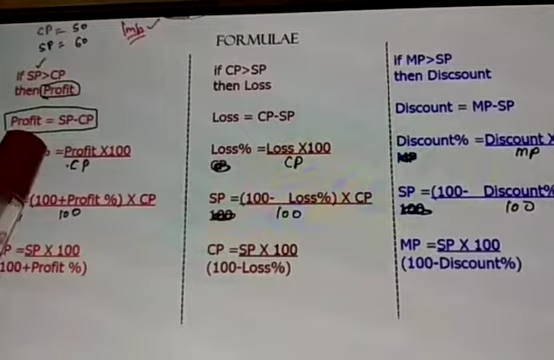 CP = 50
SP = 60
Imp
FORMULAE
if SP>CP
then Profit
Profit = SP-CP
% =Profit X100
CP
(100+Profit %) X CP
100
P =SP X 100
100+Profit %)
if CP>SP
then Loss
Loss = CP-SP
Loss% =Loss X100
CP
SP =(100- Loss%) X CP
100
CP =SP X 100
(100-Loss%)
if MP>SP
then Discsount
Discount = MP-SP
Discount% =Discount X
MP
SP =(100- Discount%
100
MP =SP X 100
(100-Discount%)